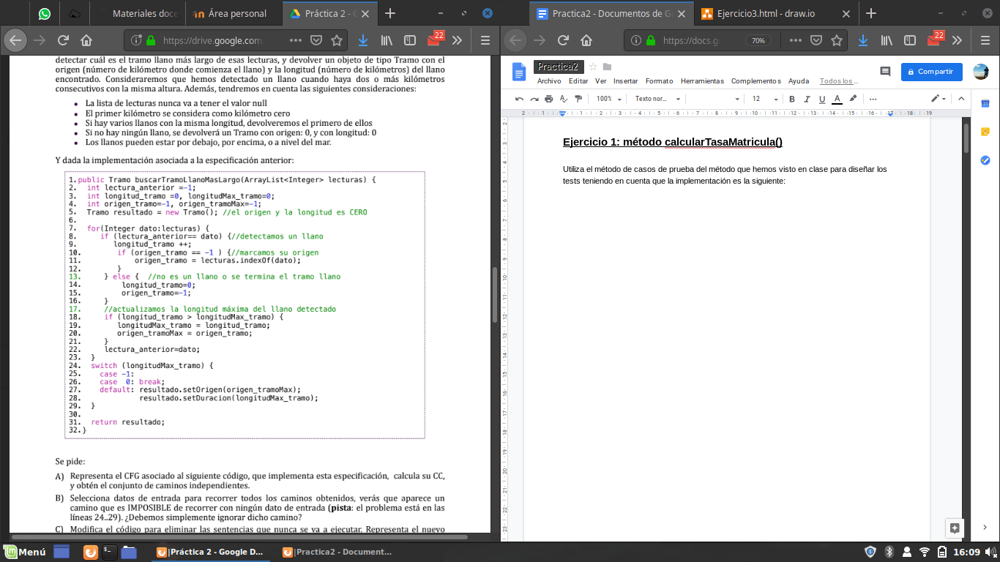 Materiales doce
Área personal
Práctica 2 - G
Practica2 - Documentos de G
Ejercicio3.html - draw.io
https://drive.google.com
22
https://docs.g
70%
22
detectar cuál es el tramo llano más largo de esas lecturas, y devolver un objeto de tipo Tramo con el
origen (número de kilómetro donde comienza el llano) y la longitud (número de kilómetros) del llano
encontrado. Consideraremos que hemos detectado un llano cuando haya dos o más kilómetros
consecutivos con la misma altura. Además, tendremos en cuenta las siguientes consideraciones:
• La lista de lecturas nunca va a tener el valor null
• El primer kilómetro se considera como kilómetro cero
• Si hay varios llanos con la misma longitud, devolveremos el primero de ellos
• Si no hay ningún llano, se devolverá un Tramo con origen: 0, y con longitud: 0
• Los llanos pueden estar por debajo, por encima, o a nivel del mar.
Y dada la implementación asociada a la especificación anterior:
1. public Tramo buscarTramoLlanoMasLargo(ArrayList<Integer> lecturas) {
2. int lectura_anterior =-1;
3. int longitud_tramo =0, longitudMax_tramo=0;
4. int origen_tramo=-1, origen_tramoMax=-1;
5. Tramo resultado = new Tramo(); //el origen y la longitud es CERO
6.
7. for(Integer dato:lecturas) {
8. if (lectura_anterior== dato) {//detectamos un llano
9. longitud_tramo ++;
10. if (origen_tramo == -1 ) {//marcamos su origen
11. origen_tramo = lecturas.indexOf(dato);
12. }
13. } else { //no es un llano o se termina el tramo llano
14. longitud_tramo=0;
15. origen_tramo=-1;
16. }
17. //actualizamos la longitud máxima del llano detectado
18. if (longitud_tramo > longitudMax_tramo) {
19. longitudMax_tramo = longitud_tramo;
20. origen_tramoMax = origen_tramo;
21. }
22. lectura_anterior=dato;
23. }
24. switch (longitudMax_tramo) {
25. case -1:
26. case 0: break;
27. default: resultado.setOrigen(origen_tramoMax);
28. resultado.setDuracion(longitudMax_tramo);
29. }
30.
31. return resultado;
32. }
Se pide:
A) Representa el CFG asociado al siguiente código, que implementa esta especificación, calcula su CC,
y obtén el conjunto de caminos independientes.
B) Selecciona datos de entrada para recorrer todos los caminos obtenidos, verás que aparece un
camino que es IMPOSIBLE de recorrer con ningún dato de entrada (pista: el problema está en las
líneas 24..29). ¿Debemos simplemente ignorar dicho camino?
C) Modifica el código para eliminar las sentencias que nunca se va a ejecutar. Representa el nuevo
Practica2
Archivo Editar Ver Insertar Formato Herramientas Complementos Ayuda Todos los ...
Compartir
100% Texto nor... 12
2 1 1 2 3 4 5 6 7 8 9 10 11 12 13 14 15 16 17 18 19
Ejercicio 1: método calcularTasaMatricula()
Utiliza el método de casos de prueba del método que hemos visto en clase para diseñar los
tests teniendo en cuenta que la implementación es la siguiente:
Menú
Práctica 2 - Google D...
Practica2 - Document...
16:09